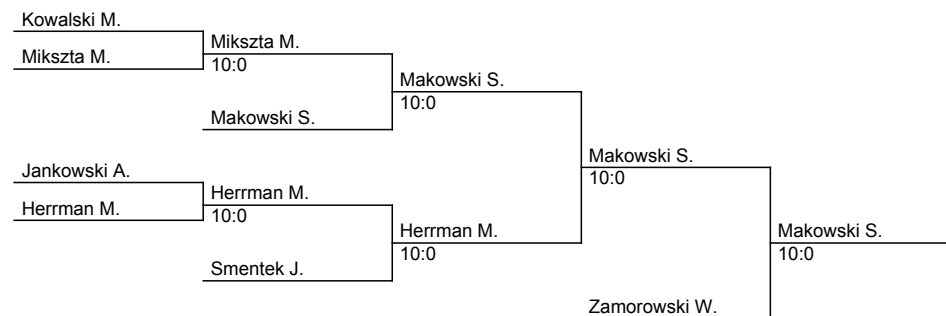 Kowalski M.
Mikszta M.
Mikszta M.
10:0
Makowski S.
Makowski S.
10:0
Jankowski A.
Herrman M.
Herrman M.
10:0
Smentek J.
Herrman M.
10:0
Makowski S.
10:0
Zamorowski W.
Makowski S.
10:0